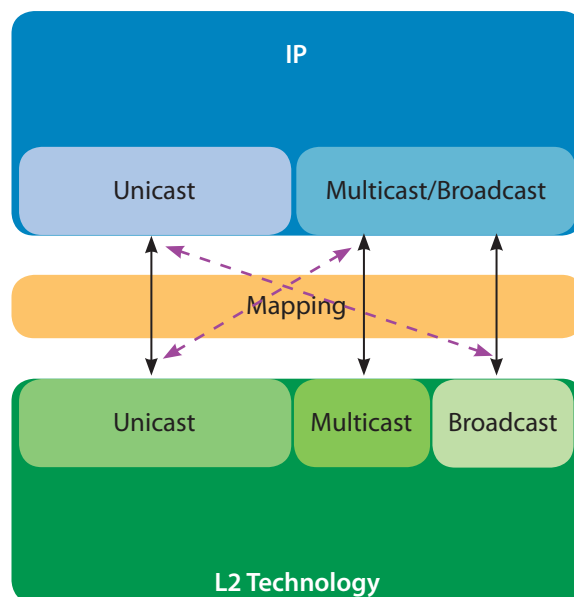 IP
Unicast
Multicast/Broadcast
Mapping
Unicast
Multicast
Broadcast
L2 Technology